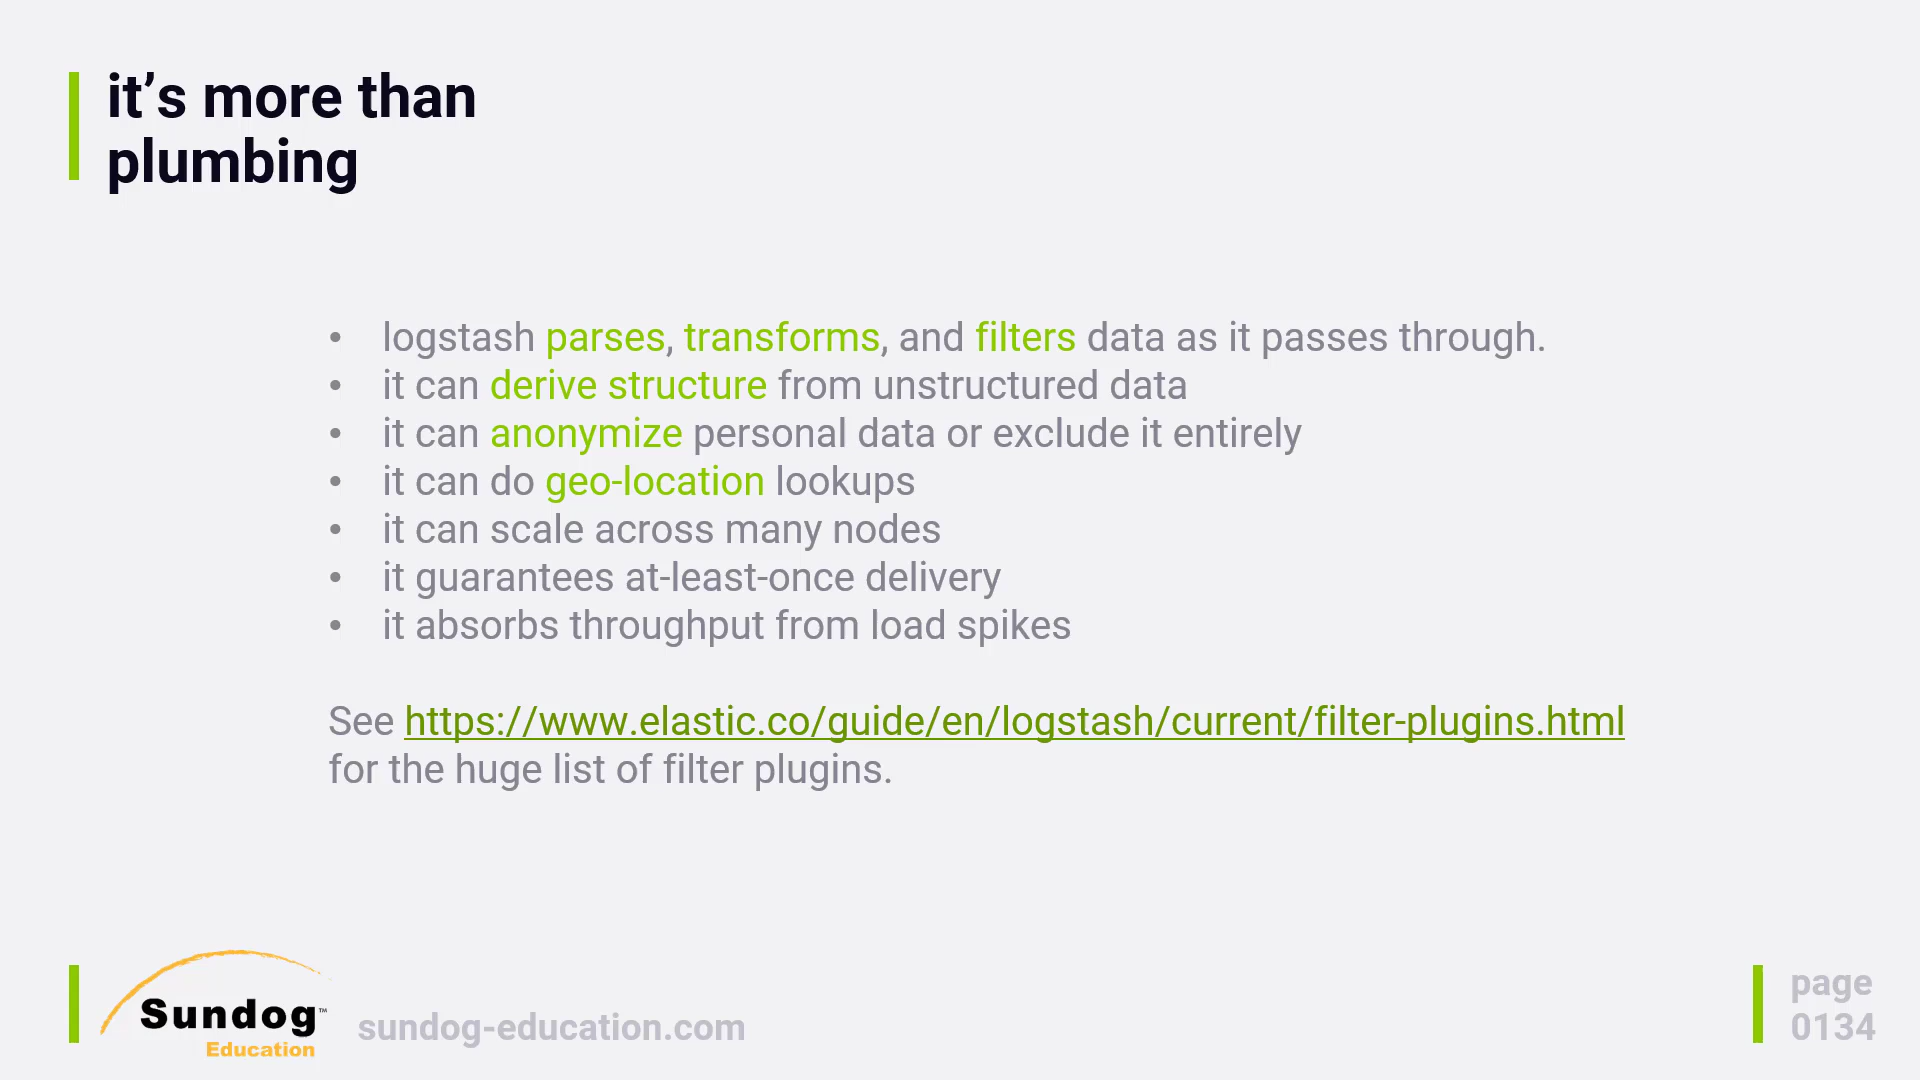 it’s more than
plumbing
• logstash parses, transforms, and filters data as it passes through.
• it can derive structure from unstructured data
• it can anonymize personal data or exclude it entirely
• it can do geo-location lookups
• it can scale across many nodes
• it guarantees at-least-once delivery
• it absorbs throughput from load spikes
See https://www.elastic.co/guide/en/logstash/current/filter-plugins.html
for the huge list of filter plugins.
Sundog™
Education
sundog-education.com
page
0134